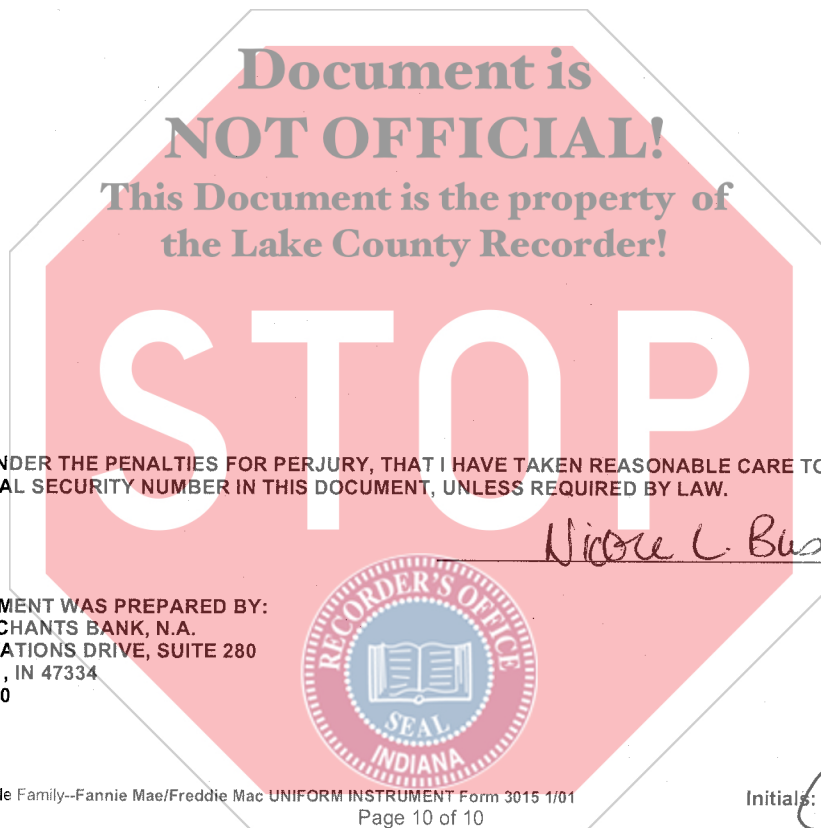 Document is
NOT OFFICIAL!
This Document is the property of
the Lake County Recorder!
STOP
NDER THE PENALTIES FOR PERJURY, THAT I HAVE TAKEN REASONABLE CARE TO
AL SECURITY NUMBER IN THIS DOCUMENT, UNLESS REQUIRED BY LAW.
Nicole L. Bus
MENT WAS PREPARED BY:
CHANTS BANK, N.A.
ATIONS DRIVE, SUITE 280
, IN 47334
0
RECORDER'S OFFICE
SEAL
INDIANA
le Family--Fannie Mae/Freddie Mac UNIFORM INSTRUMENT Form 3015 1/01
Initials:
Page 10 of 10